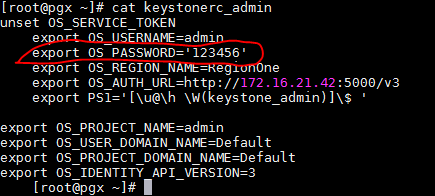 [root@pgx ~]# cat keystonerc_admin
unset OS_SERVICE_TOKEN
export OS_USERNAME=admin
export OS_PASSWORD='123456'
export OS_REGION_NAME=RegionOne
export OS_AUTH_URL=http://172.16.21.42:5000/v3
export PS1='[\u@\h \W(keystone_admin)]\$ '
export OS_PROJECT_NAME=admin
export OS_USER_DOMAIN_NAME=Default
export OS_PROJECT_DOMAIN_NAME=Default
export OS_IDENTITY_API_VERSION=3
[root@pgx ~]#